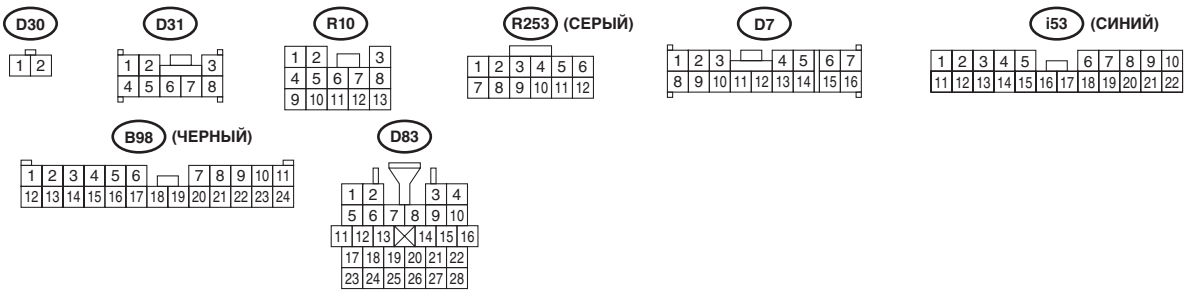 D30
1 2
D31
1 2 3
4 5 6 7 8
R10
1 2 3
4 5 6 7 8
9 10 11 12 13
R253 (СЕРЫЙ)
1 2 3 4 5 6
7 8 9 10 11 12
D7
1 2 3 4 5 6 7
8 9 10 11 12 13 14 15 16
i53 (СИНИЙ)
1 2 3 4 5 6 7 8 9 10
11 12 13 14 15 16 17 18 19 20 21 22
B98 (ЧЕРНЫЙ)
1 2 3 4 5 6 7 8 9 10 11
12 13 14 15 16 17 18 19 20 21 22 23 24
D83
1 2 3 4
5 6 7 8 9 10
11 12 13 14 15 16
17 18 19 20 21 22
23 24 25 26 27 28